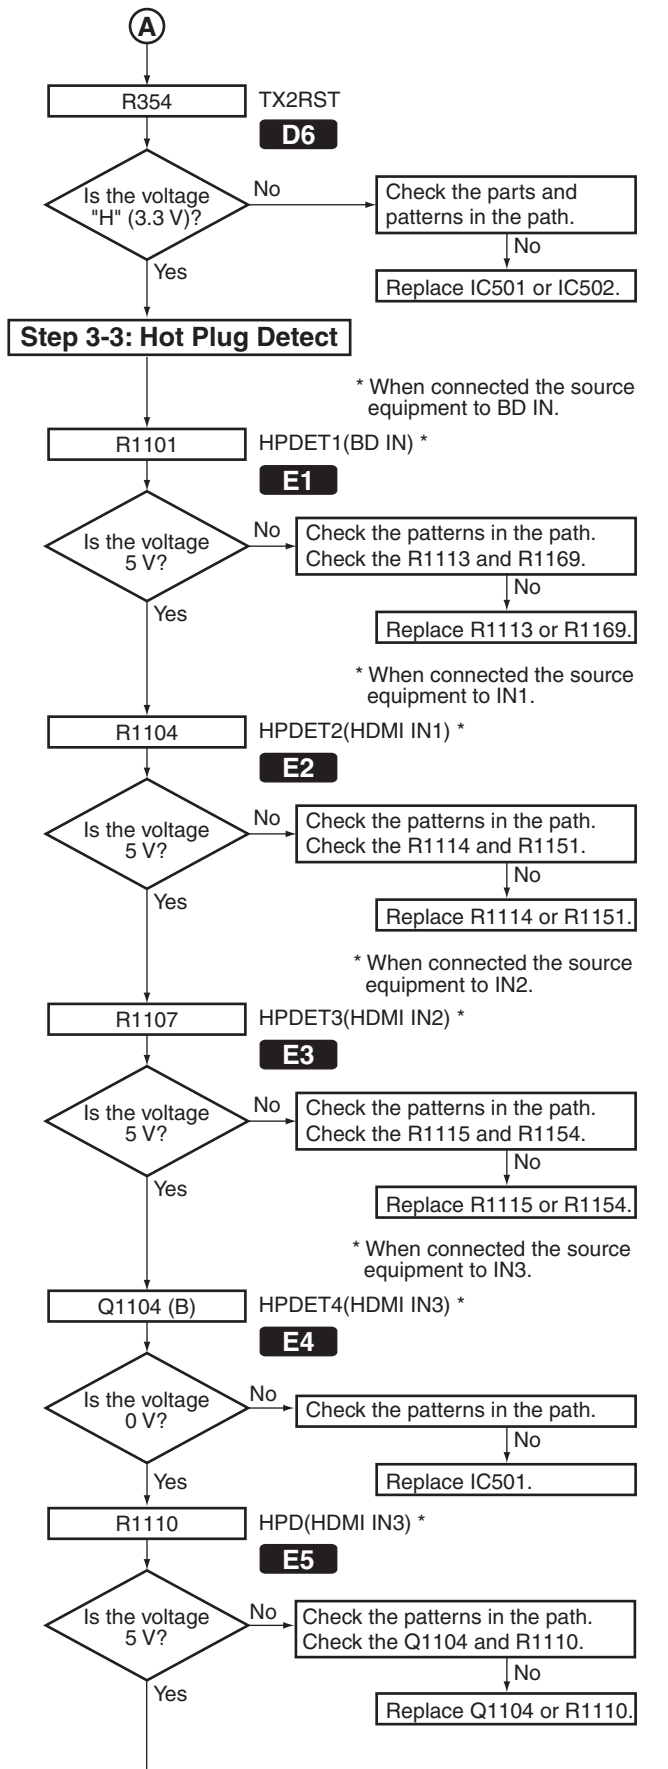 A
R354
TX2RST
D6
Is the voltage
"H" (3.3 V)?
No
Check the parts and
patterns in the path.
No
Replace IC501 or IC502.
Yes
Step 3-3: Hot Plug Detect
* When connected the source
equipment to BD IN.
R1101
HPDET1(BD IN) *
E1
Is the voltage
5 V?
No
Check the patterns in the path.
Check the R1113 and R1169.
No
Replace R1113 or R1169.
Yes
* When connected the source
equipment to IN1.
R1104
HPDET2(HDMI IN1) *
E2
Is the voltage
5 V?
No
Check the patterns in the path.
Check the R1114 and R1151.
No
Replace R1114 or R1151.
Yes
* When connected the source
equipment to IN2.
R1107
HPDET3(HDMI IN2) *
E3
Is the voltage
5 V?
No
Check the patterns in the path.
Check the R1115 and R1154.
No
Replace R1115 or R1154.
Yes
* When connected the source
equipment to IN3.
Q1104 (B)
HPDET4(HDMI IN3) *
E4
Is the voltage
0 V?
No
Check the patterns in the path.
No
Replace IC501.
Yes
R1110
HPD(HDMI IN3) *
E5
Is the voltage
5 V?
No
Check the patterns in the path.
Check the Q1104 and R1110.
No
Replace Q1104 or R1110.
Yes